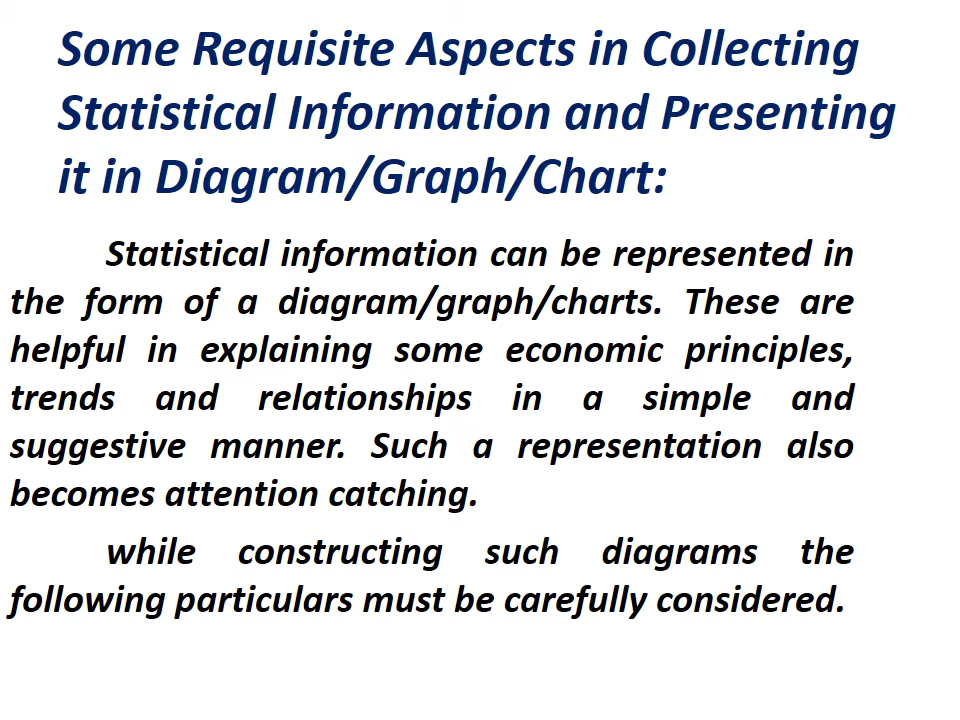 Some Requisite Aspects in Collecting
Statistical Information and Presenting
it in Diagram/Graph/Chart:
Statistical information can be represented in
the form of a diagram/graph/charts. These are
helpful in explaining some economic principles,
trends and relationships in a simple and
suggestive manner. Such a representation also
becomes attention catching.
while constructing such diagrams the
following particulars must be carefully considered.